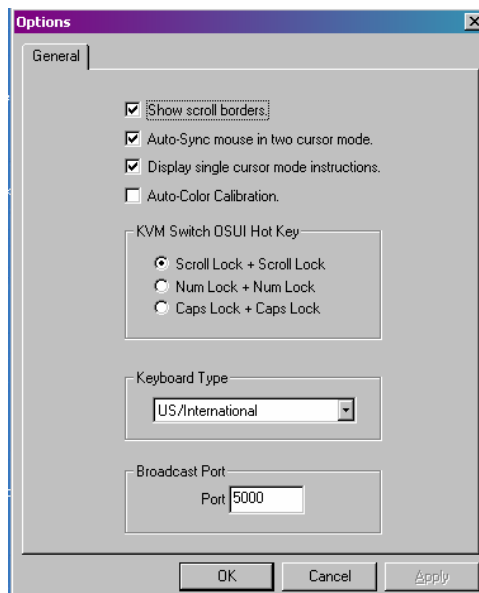 Options
General
Show scroll borders.
Auto-Sync mouse in two cursor mode.
Display single cursor mode instructions.
Auto-Color Calibration.
KVM Switch OSUI Hot Key
Scroll Lock + Scroll Lock
Num Lock + Num Lock
Caps Lock + Caps Lock
Keyboard Type
US/International
Broadcast Port
Port 5000
OK Cancel Apply